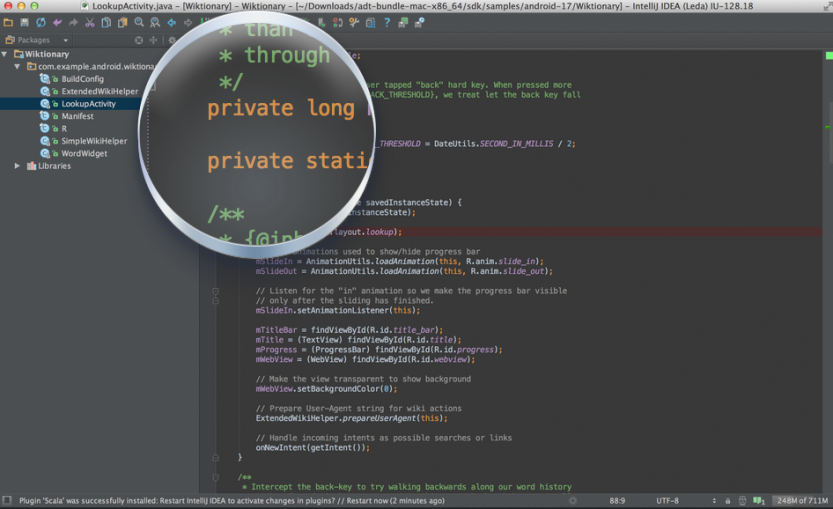 LookupActivity.java - [Wiktionary] - Wiktionary - [~/Downloads/adt-bundle-mac-x86_64/sdk/samples/android-17/Wiktionary] - IntelliJ IDEA (Leda) IU-128.18
Packages
Wiktionary
com.example.android.wiktiona
BuildConfig
ExtendedWikiHelper
LookupActivity
Manifest
R
SimpleWikiHelper
WordWidget
Libraries
* than
* through
*/
private long
private stati
/**
* {@inh
ser tapped "back" hard key. When pressed more
ACK_THRESHOLD}, we treat let the back key fall
_THRESHOLD = DateUtils.SECOND_IN_MILLIS / 2;
savedInstanceState) {
nstanceState);
layout.lookup);
nimations used to show/hide progress bar
mSlideIn = AnimationUtils.loadAnimation(this, R.anim.slide_in);
mSlideOut = AnimationUtils.loadAnimation(this, R.anim.slide_out);
// Listen for the "in" animation so we make the progress bar visible
// only after the sliding has finished.
mSlideIn.setAnimationListener(this);
mTitleBar = findViewById(R.id.title_bar);
mTitle = (TextView) findViewById(R.id.title);
mProgress = (ProgressBar) findViewById(R.id.progress);
mWebView = (WebView) findViewById(R.id.webview);
// Make the view transparent to show background
mWebView.setBackgroundColor(0);
// Prepare User-Agent string for wiki actions
ExtendedWikiHelper.prepareUserAgent(this);
// Handle incoming intents as possible searches or links
onNewIntent(getIntent());
}
/**
* Intercept the back-key to try walking backwards along our word history
Plugin 'Scala' was successfully installed: Restart IntelliJ IDEA to activate changes in plugins? // Restart now (2 minutes ago)
88:9
UTF-8
248M of 711M